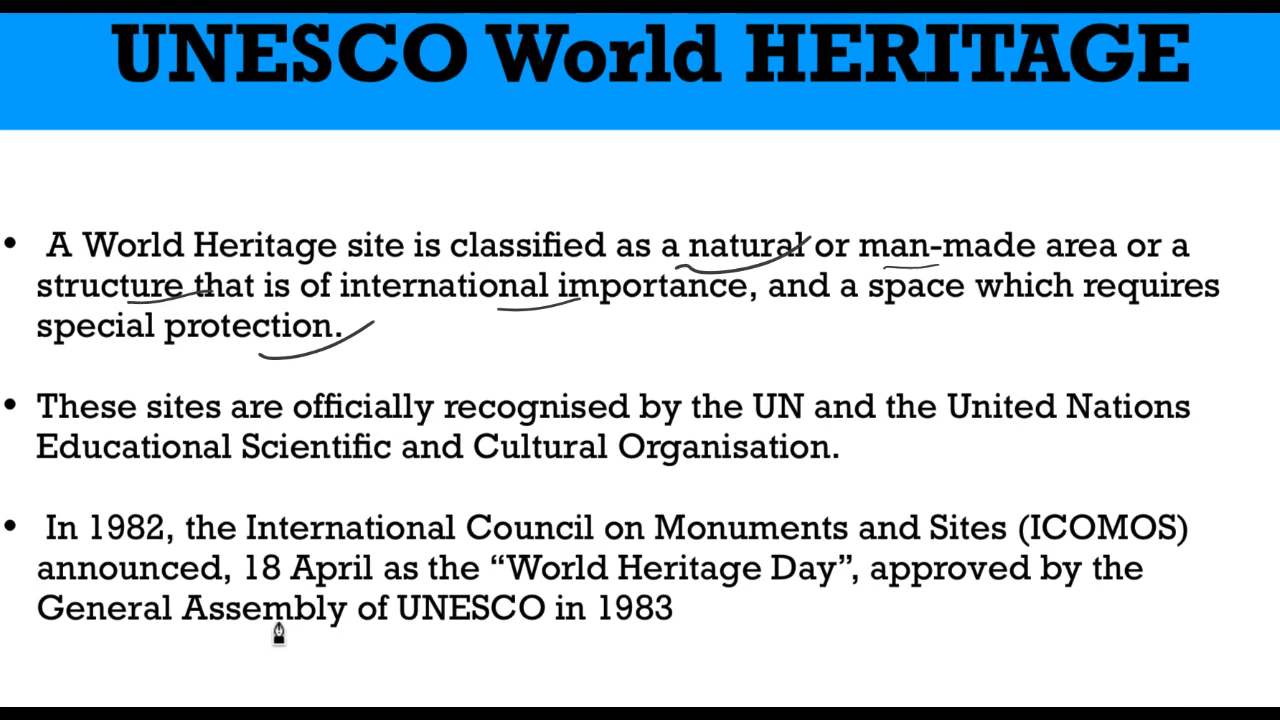 UNESCO World HERITAGE
• A World Heritage site is classified as a natural or man-made area or a
structure that is of international importance, and a space which requires
special protection.
• These sites are officially recognised by the UN and the United Nations
Educational Scientific and Cultural Organisation.
• In 1982, the International Council on Monuments and Sites (ICOMOS)
announced, 18 April as the “World Heritage Day”, approved by the
General Assembly of UNESCO in 1983